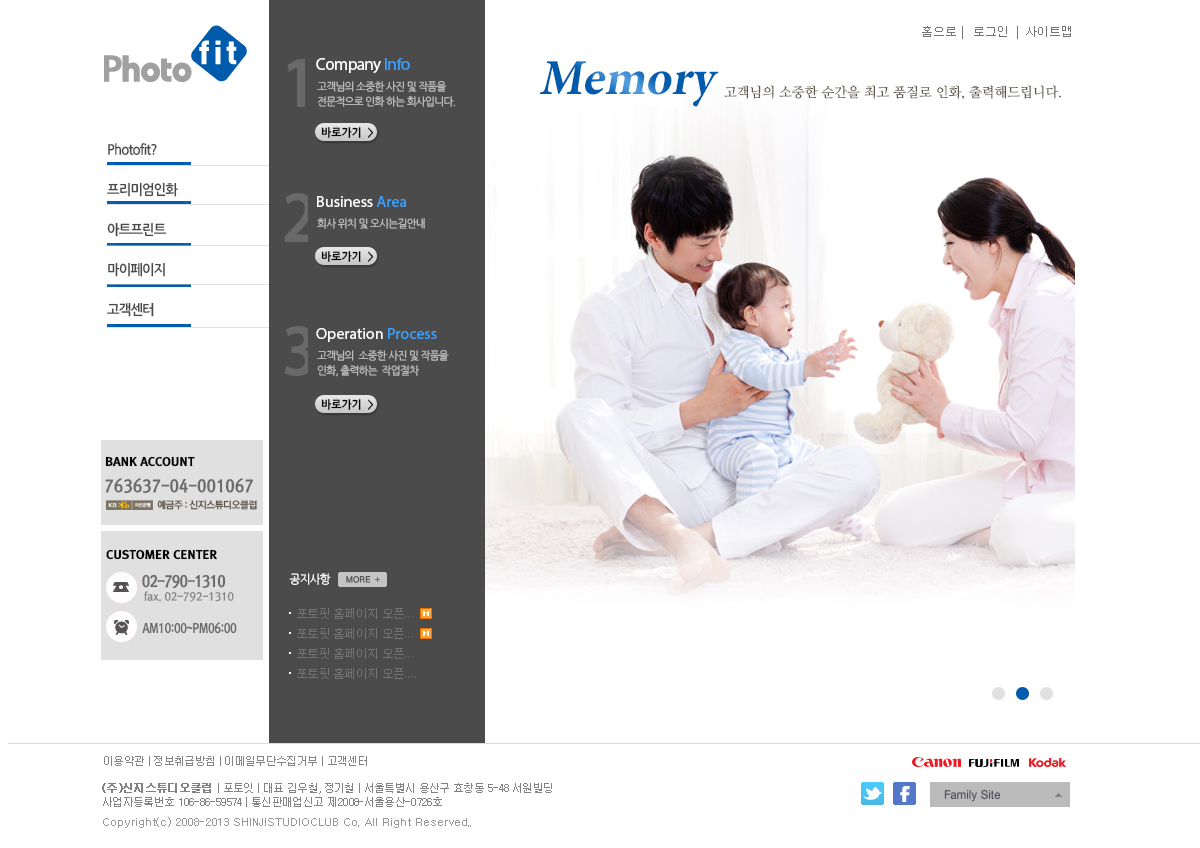 Photo fit
홈으로 | 로그인 | 사이트맵
Photofit?
프리미엄인화
아트프린트
마이페이지
고객센터
BANK ACCOUNT
763637-04-001067
예금주 : 신지스튜디오클럽
CUSTOMER CENTER
02-790-1310
fax. 02-792-1310
AM10:00~PM06:00
1
Company Info
고객님의 소중한 사진 및 작품을
전문적으로 인화 하는 회사입니다.
바로가기
2
Business Area
회사 위치 및 오시는길안내
바로가기
3
Operation Process
고객님의 소중한 사진 및 작품을
인화, 출력하는 작업절차
바로가기
공지사항 MORE +
포토핏 홈페이지 오픈... N
포토핏 홈페이지 오픈... N
포토핏 홈페이지 오픈...
포토핏 홈페이지 오픈....
Memory 고객님의 소중한 순간을 최고 품질로 인화, 출력해드립니다.
이용약관 | 정보취급방침 | 이메일무단수집거부 | 고객센터
(주)신지스튜디오클럽 | 포토잇 | 대표 김우철, 정기철 | 서울특별시 용산구 효창동 5-48 서원빌딩
사업자등록번호 106-86-59574 | 통신판매업신고 제2008-서울용산-0726호
Copyright(c) 2008-2013 SHINJISTUDIOCLUB Co. All Right Reserved..
Canon FUJIFILM Kodak
Family Site